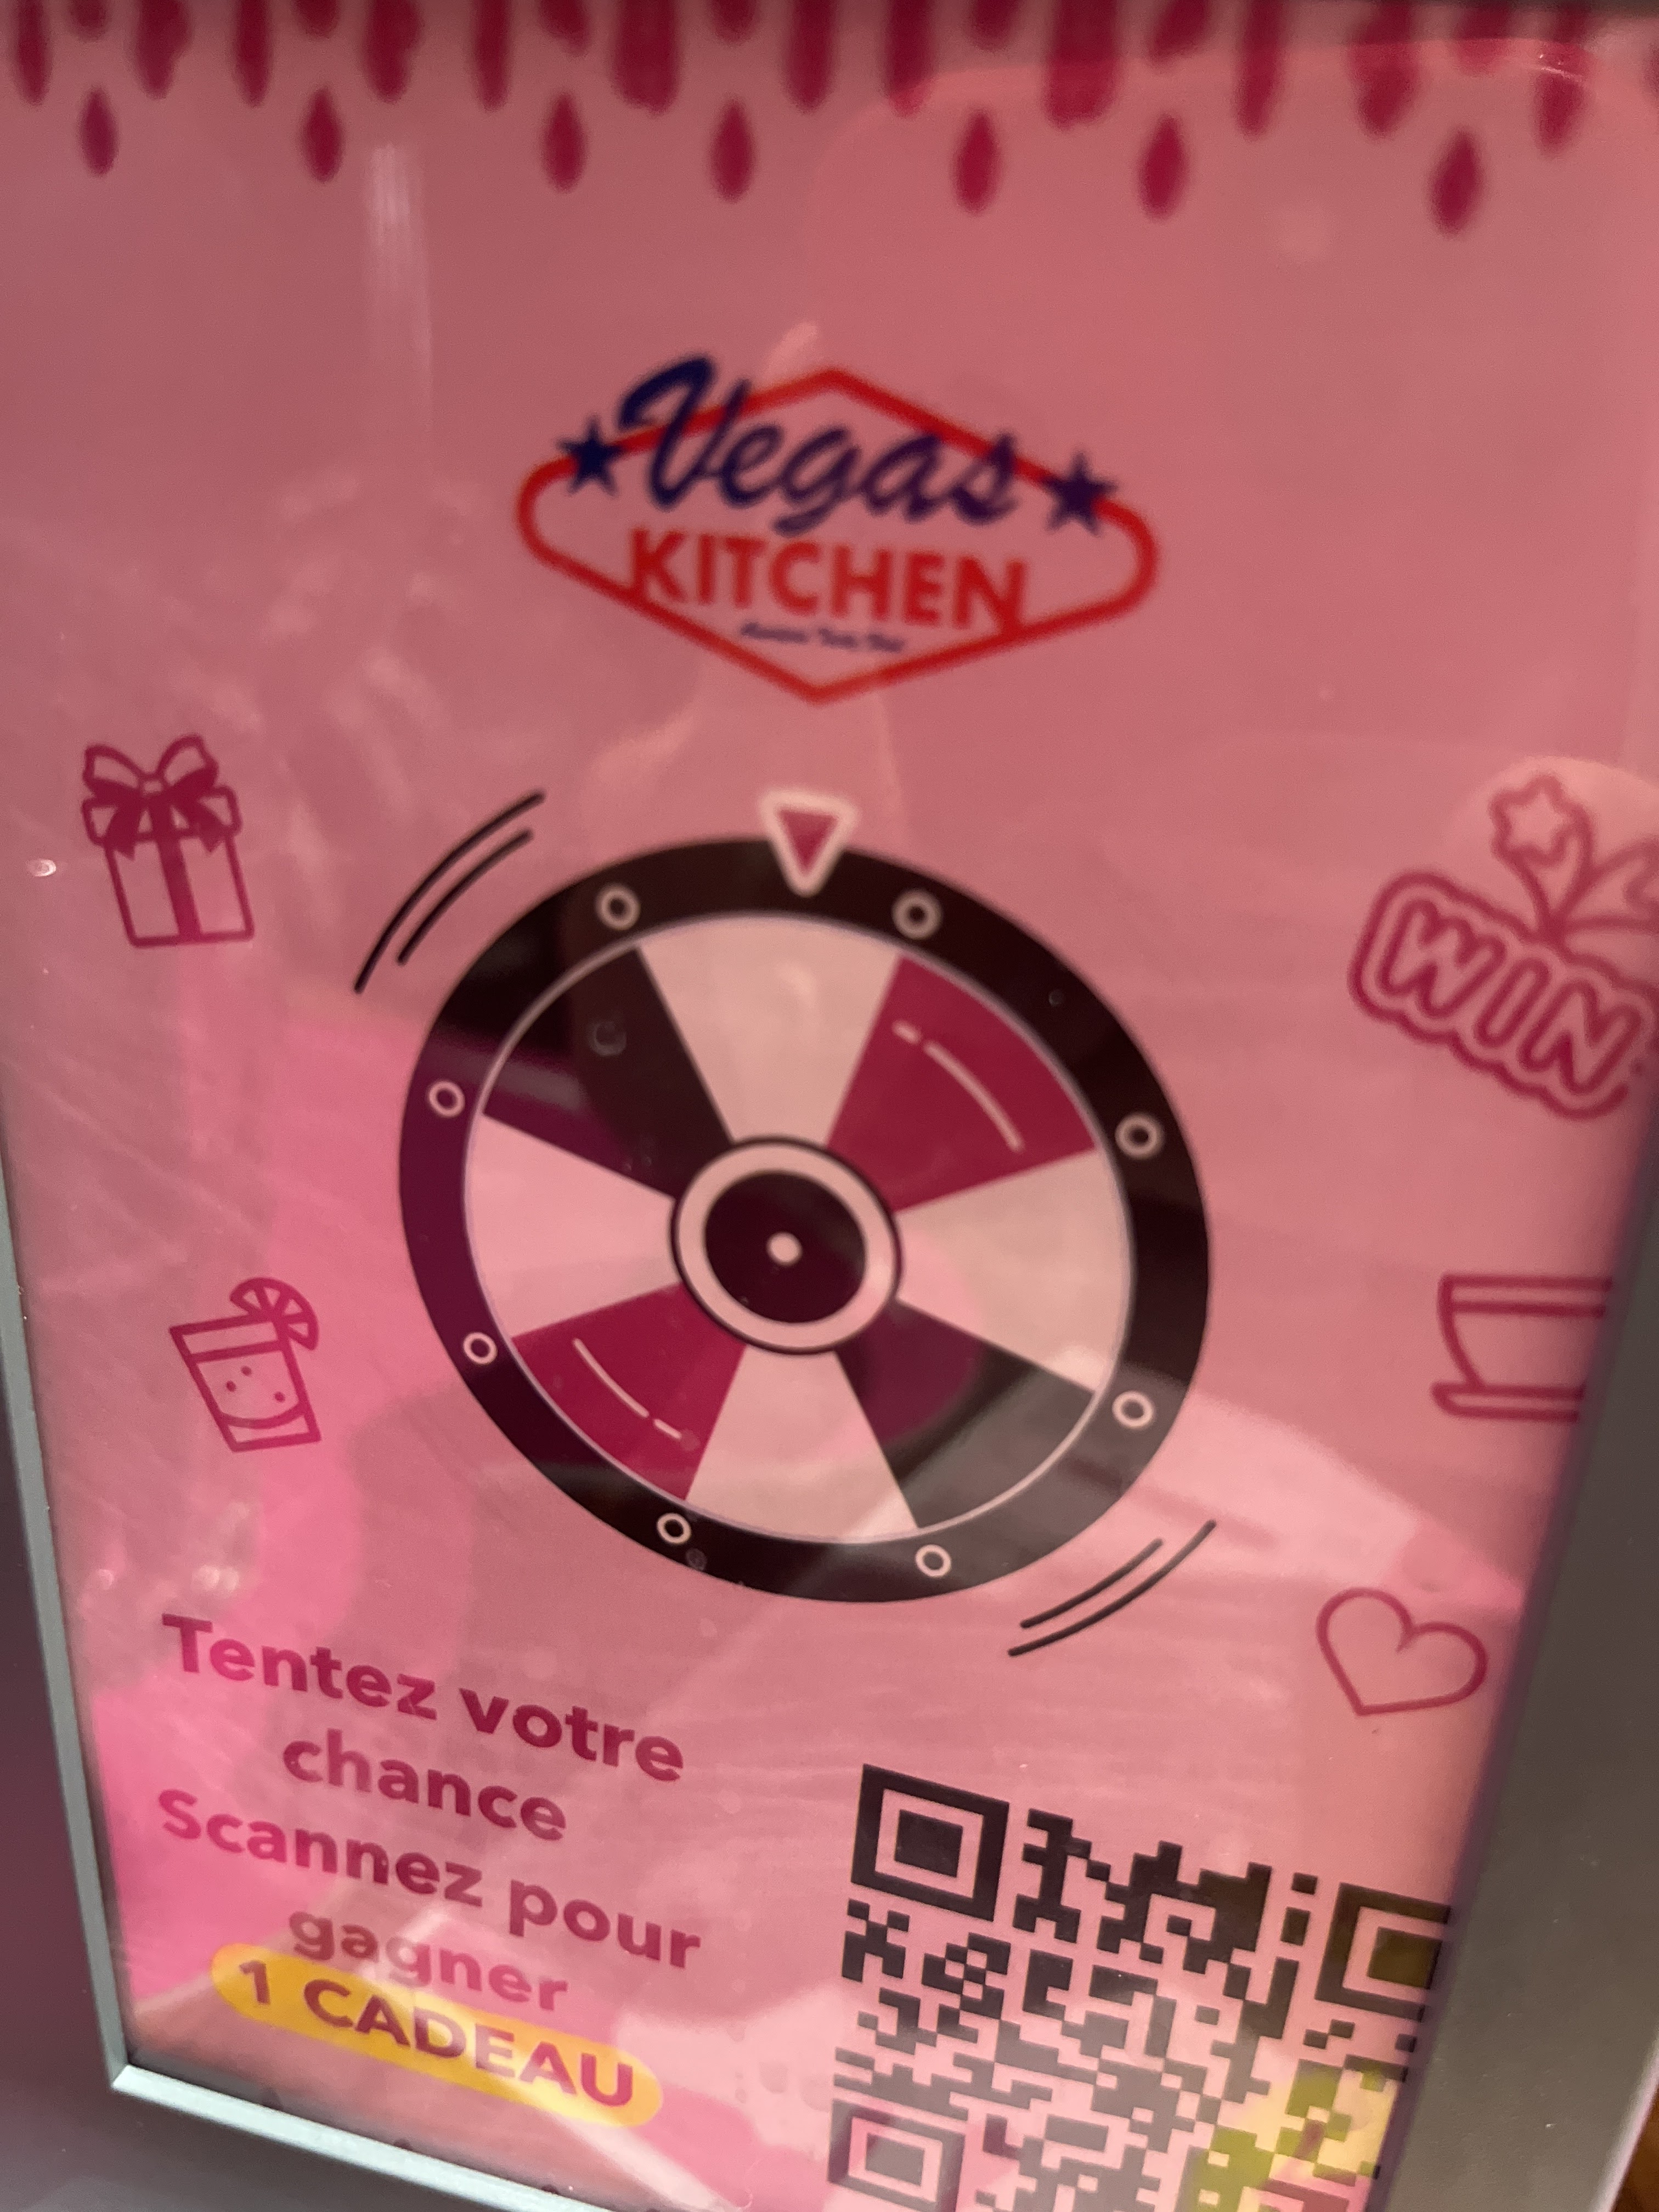 Vegas
KITCHEN
WIN
Tentez votre
chance
Scannez pour
gagner
1 CADEAU